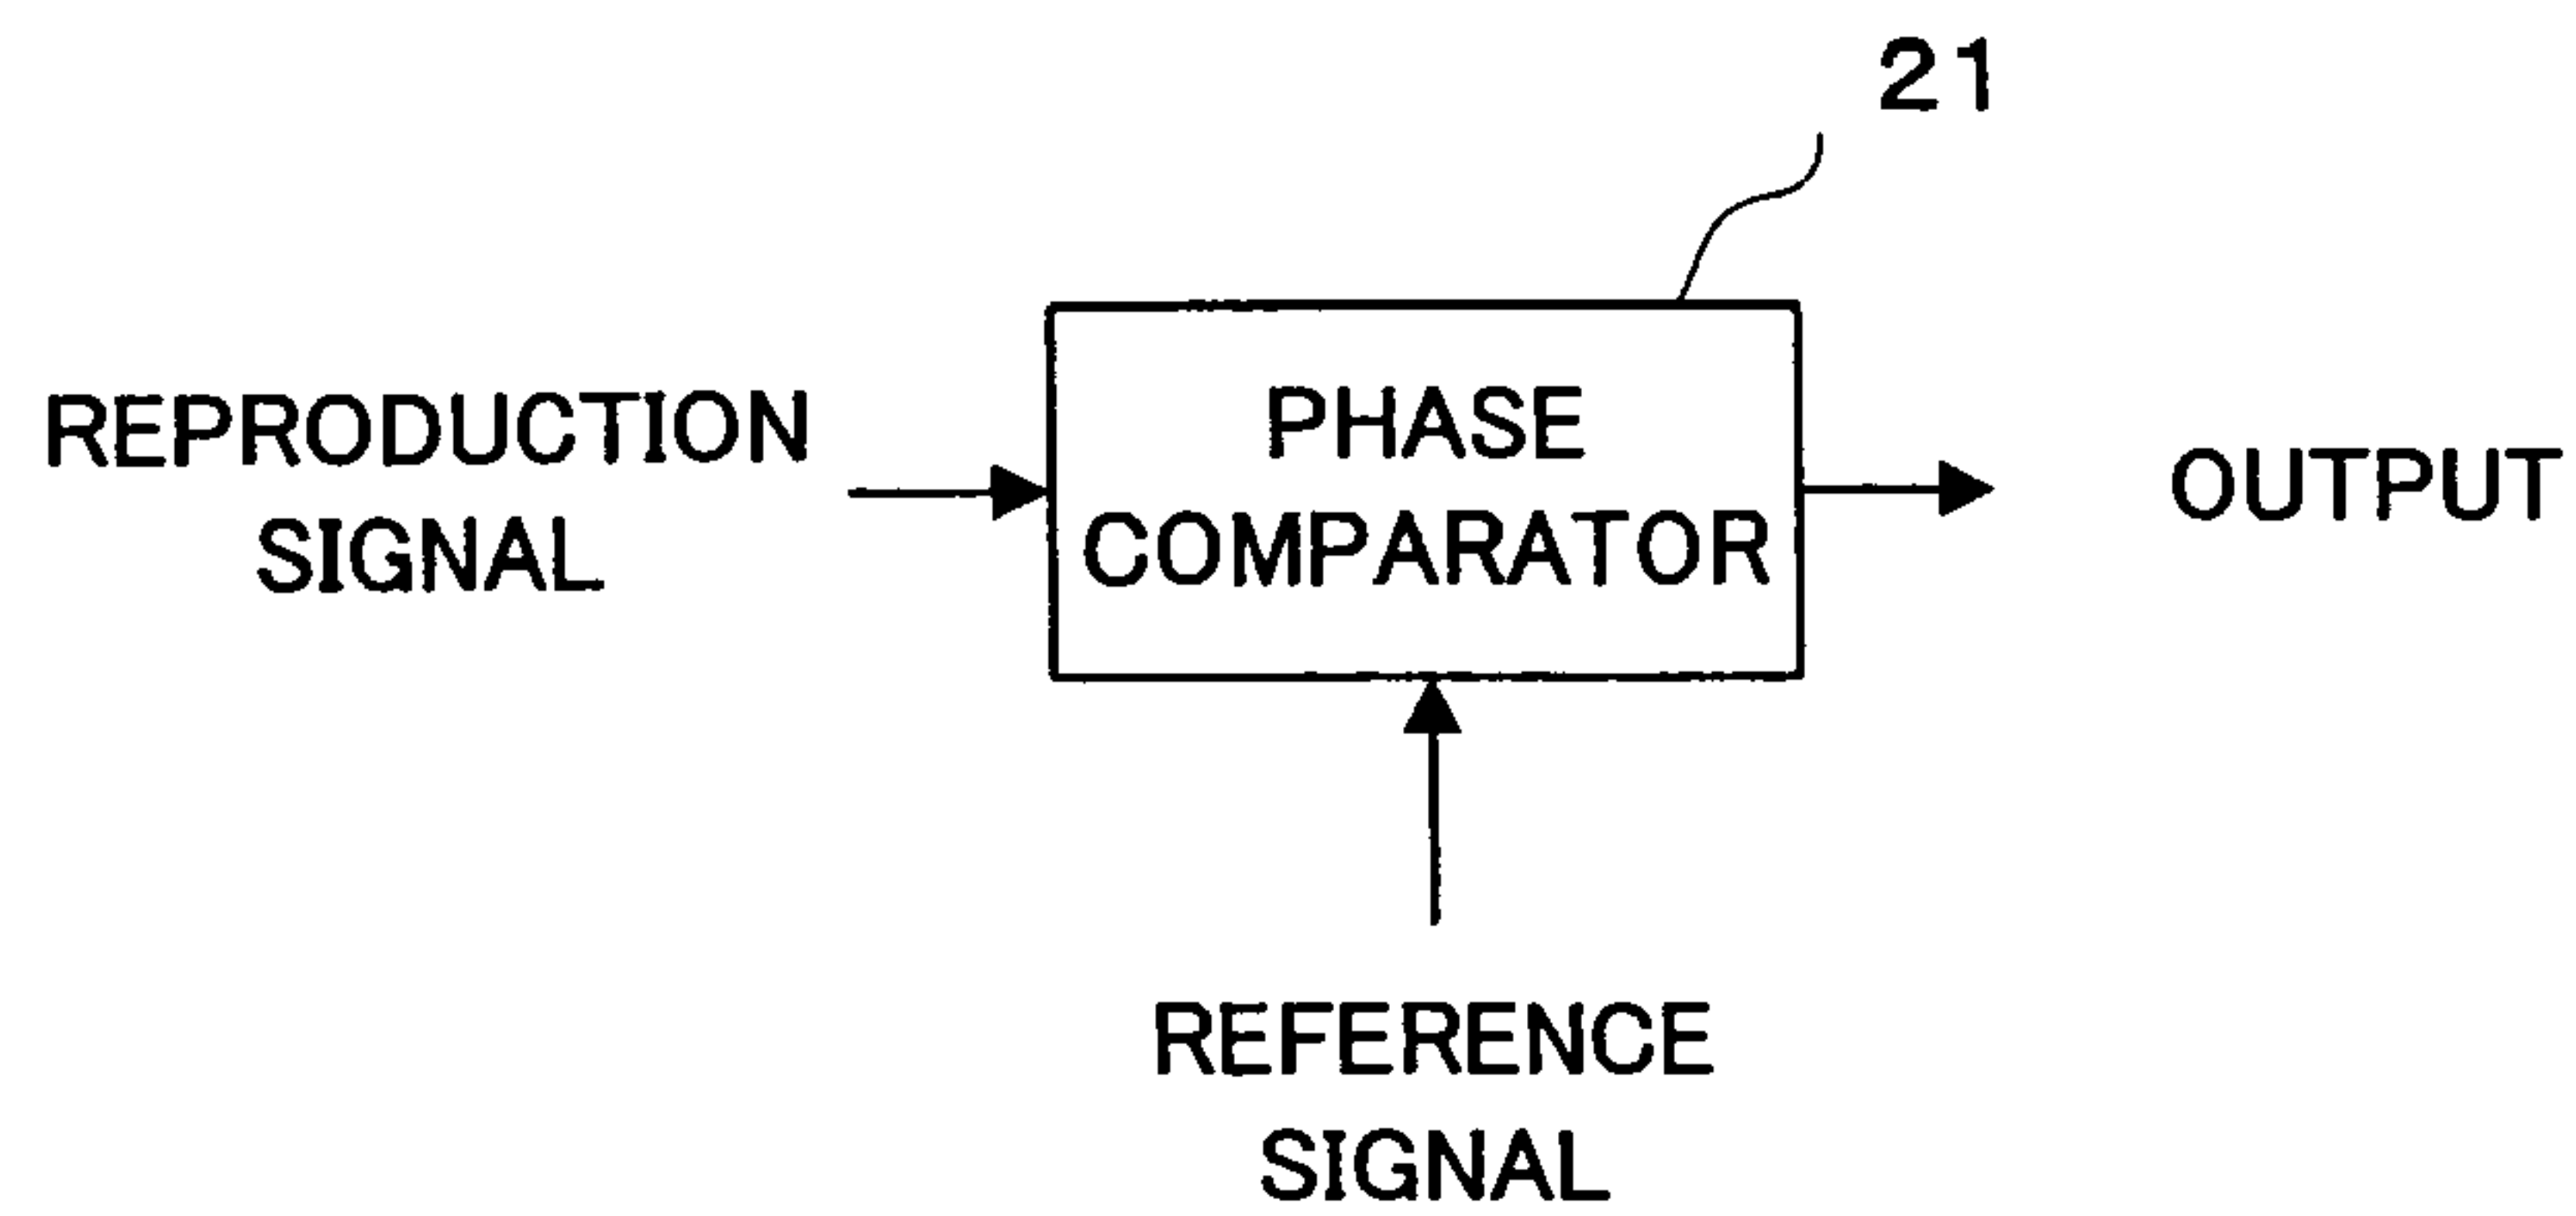 21
REPRODUCTION
SIGNAL
PHASE
COMPARATOR
OUTPUT
REFERENCE
SIGNAL